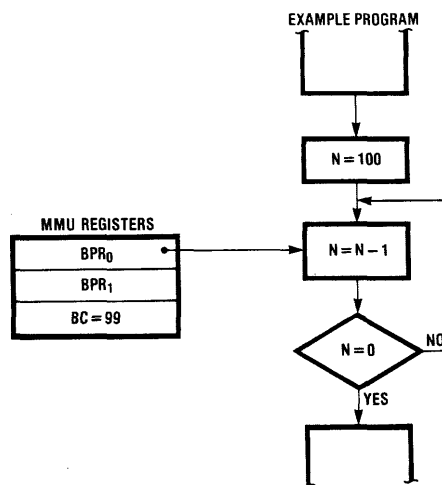 EXAMPLE PROGRAM
N = 100
MMU REGISTERS
BPR₀
BPR₁
BC = 99
N = N − 1
N = 0
NO
YES